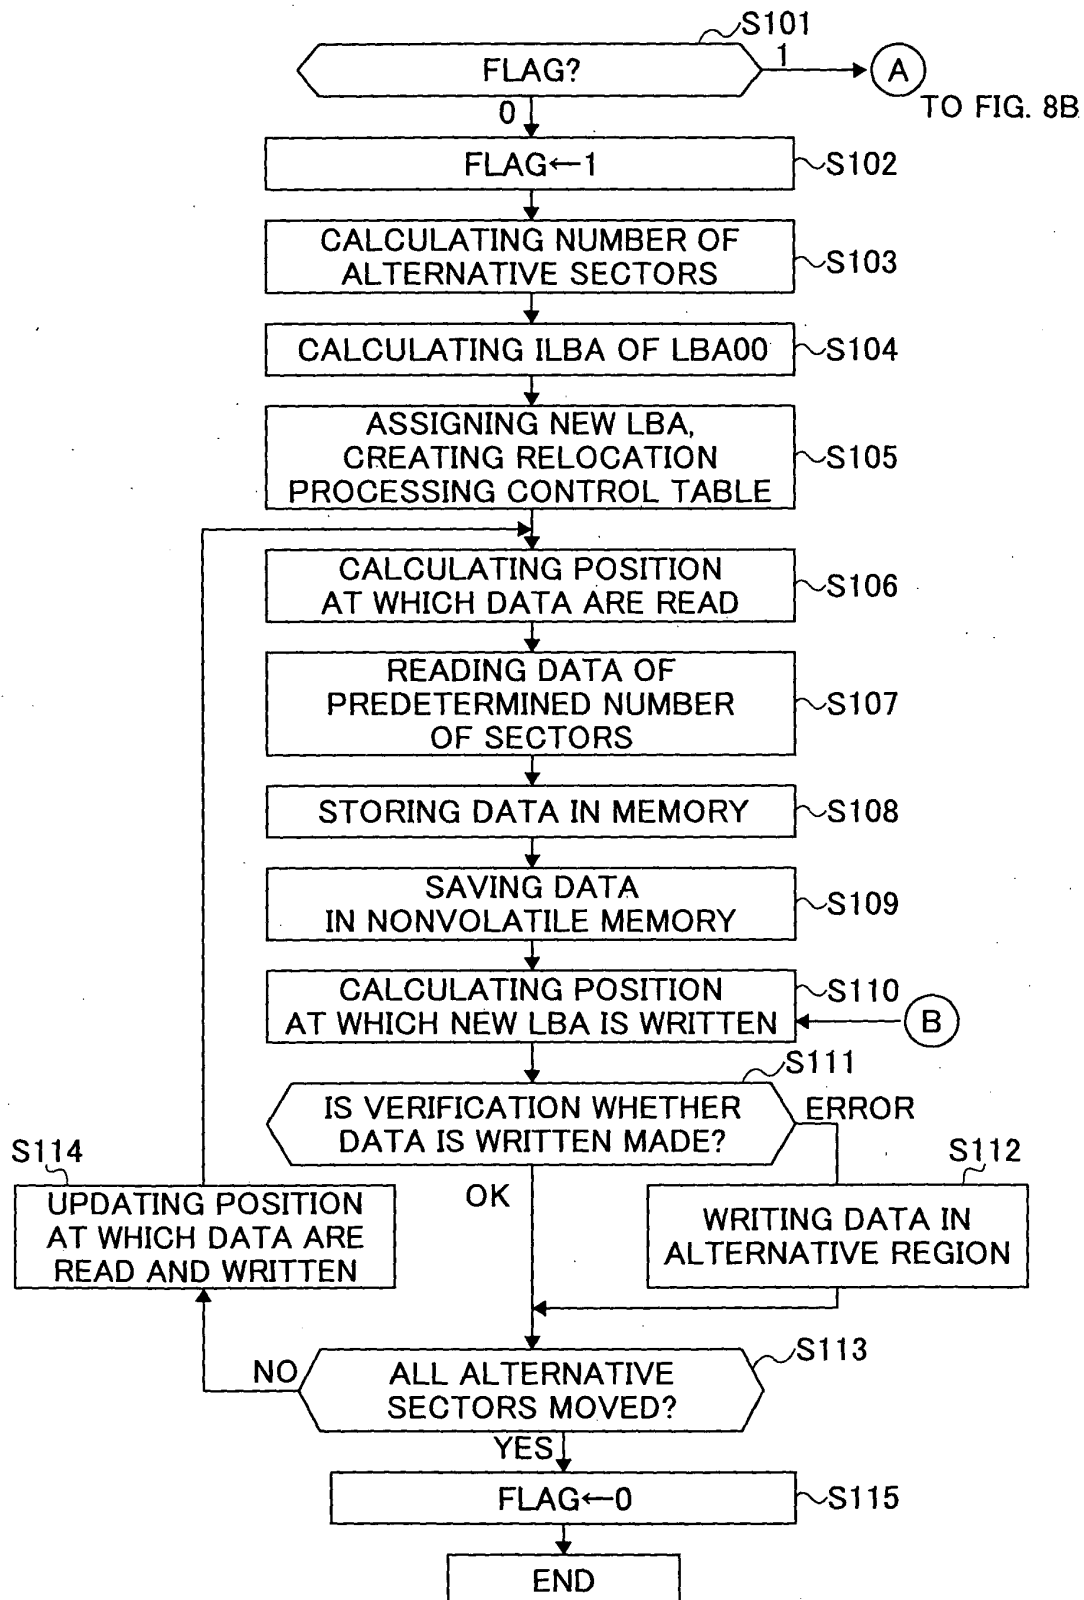 S101
FLAG?
1
A
TO FIG. 8B
0
FLAG←1
S102
CALCULATING NUMBER OF
ALTERNATIVE SECTORS
S103
CALCULATING ILBA OF LBA00
S104
ASSIGNING NEW LBA,
CREATING RELOCATION
PROCESSING CONTROL TABLE
S105
CALCULATING POSITION
AT WHICH DATA ARE READ
S106
READING DATA OF
PREDETERMINED NUMBER
OF SECTORS
S107
STORING DATA IN MEMORY
S108
SAVING DATA
IN NONVOLATILE MEMORY
S109
CALCULATING POSITION
AT WHICH NEW LBA IS WRITTEN
S110
B
S111
IS VERIFICATION WHETHER
DATA IS WRITTEN MADE?
ERROR
OK
S112
WRITING DATA IN
ALTERNATIVE REGION
S114
UPDATING POSITION
AT WHICH DATA ARE
READ AND WRITTEN
S113
ALL ALTERNATIVE
SECTORS MOVED?
NO
YES
FLAG←0
S115
END